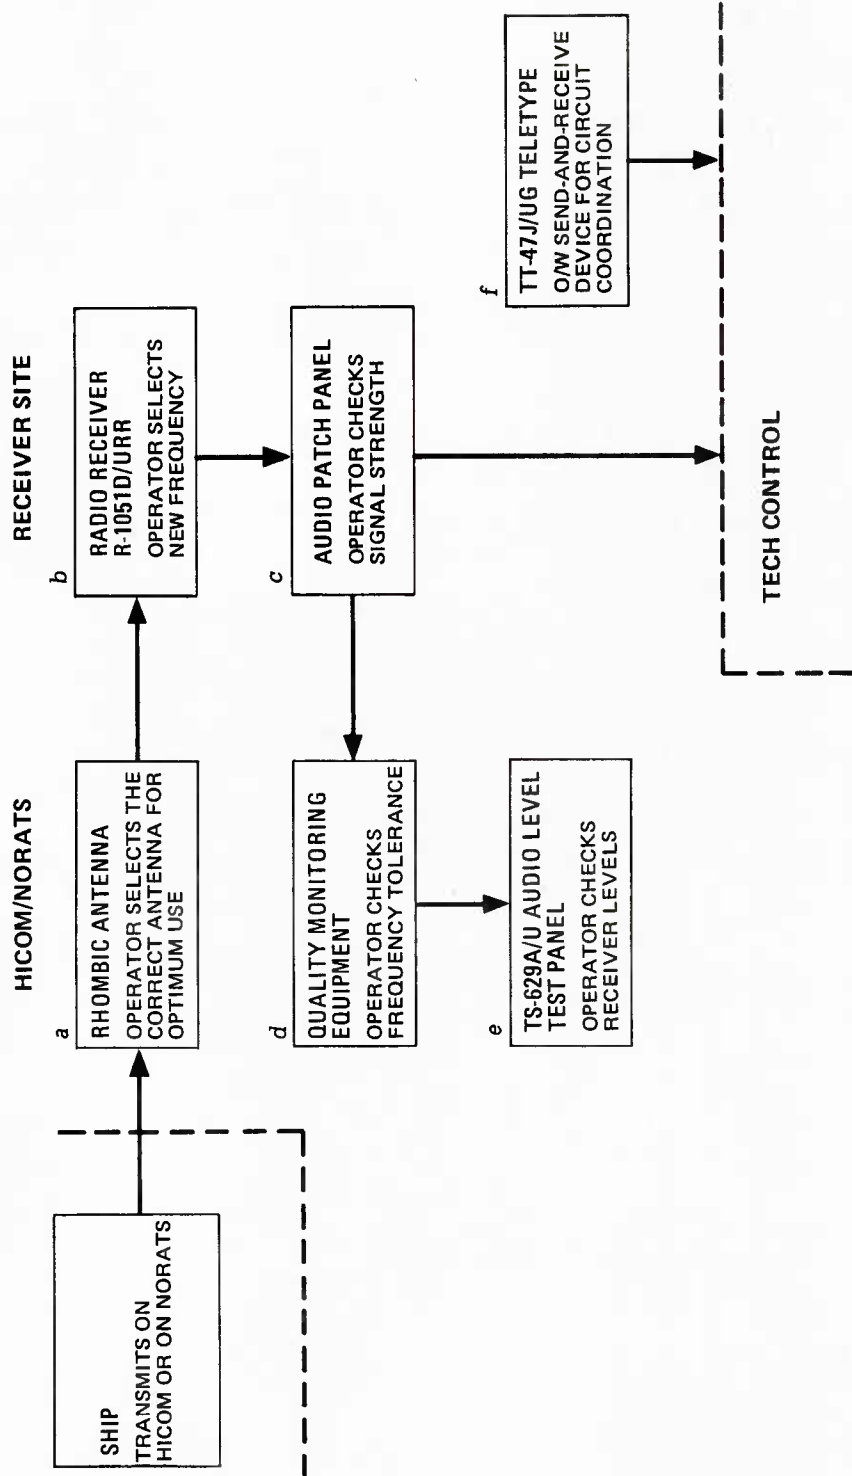 HICOM/NORATS
RECEIVER SITE
SHIP
TRANSMITS ON
HICOM OR ON NORATS
a
RHOMBIC ANTENNA
OPERATOR SELECTS THE
CORRECT ANTENNA FOR
OPTIMUM USE
b
RADIO RECEIVER
R-1051D/URR
OPERATOR SELECTS
NEW FREQUENCY
c
AUDIO PATCH PANEL
OPERATOR CHECKS
SIGNAL STRENGTH
d
QUALITY MONITORING
EQUIPMENT
OPERATOR CHECKS
FREQUENCY TOLERANCE
e
TS-629A/U AUDIO LEVEL
TEST PANEL
OPERATOR CHECKS
RECEIVER LEVELS
f
TT-47J/UG TELETYPE
O/W SEND-AND-RECEIVE
DEVICE FOR CIRCUIT
COORDINATION
TECH CONTROL